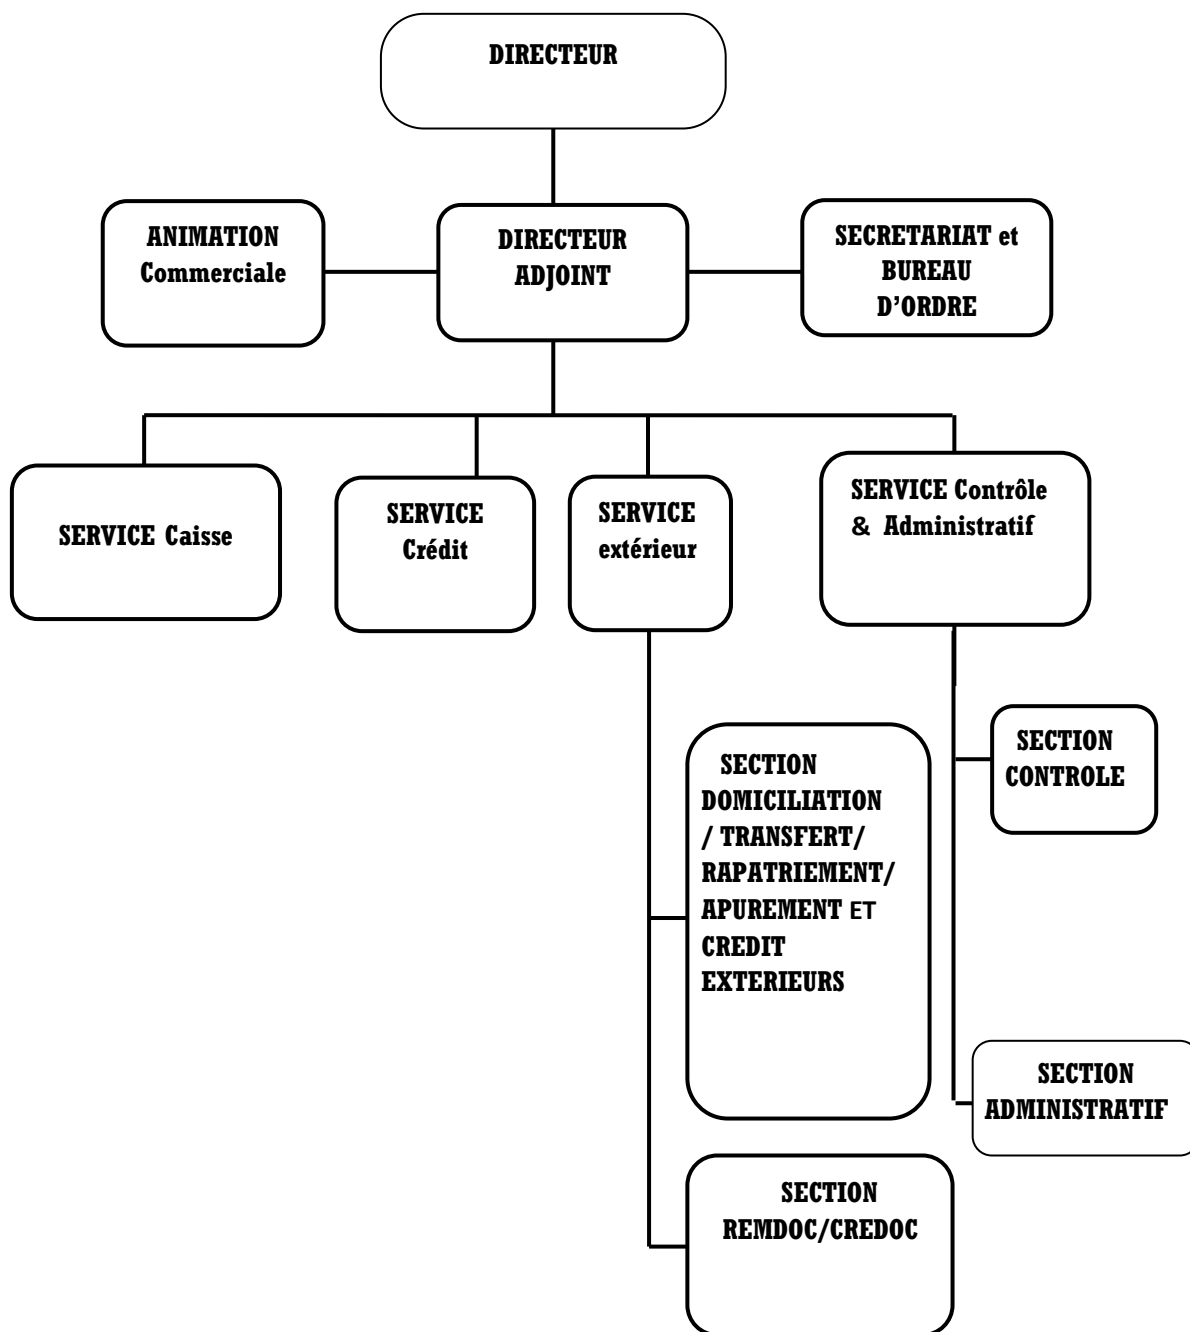 DIRECTEUR
ANIMATION
Commerciale
DIRECTEUR
ADJOINT
SECRETARIAT et
BUREAU
D’ORDRE
SERVICE Caisse
SERVICE
Crédit
SERVICE
extérieur
SERVICE Contrôle
& Administratif
SECTION
DOMICILIATION
/ TRANSFERT/
RAPATRIEMENT/
APUREMENT ET
CREDIT
EXTERIEURS
SECTION
CONTROLE
SECTION
ADMINISTRATIF
SECTION
REMDOC/CREDOC